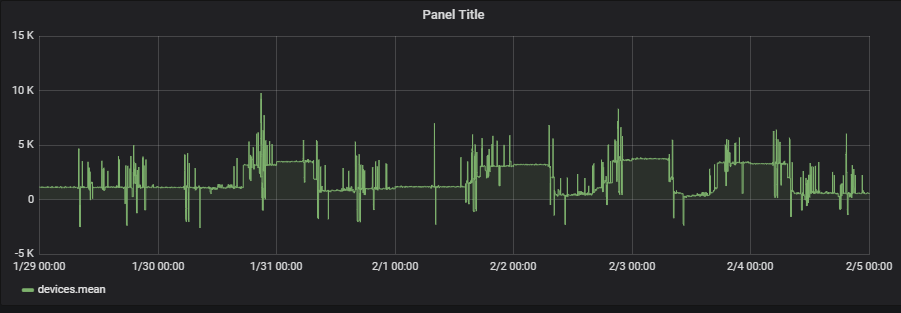 Panel Title
15 K
10 K
5 K
0
-5 K
1/29 00:00 1/30 00:00 1/31 00:00 2/1 00:00 2/2 00:00 2/3 00:00 2/4 00:00 2/5 00:00
devices.mean